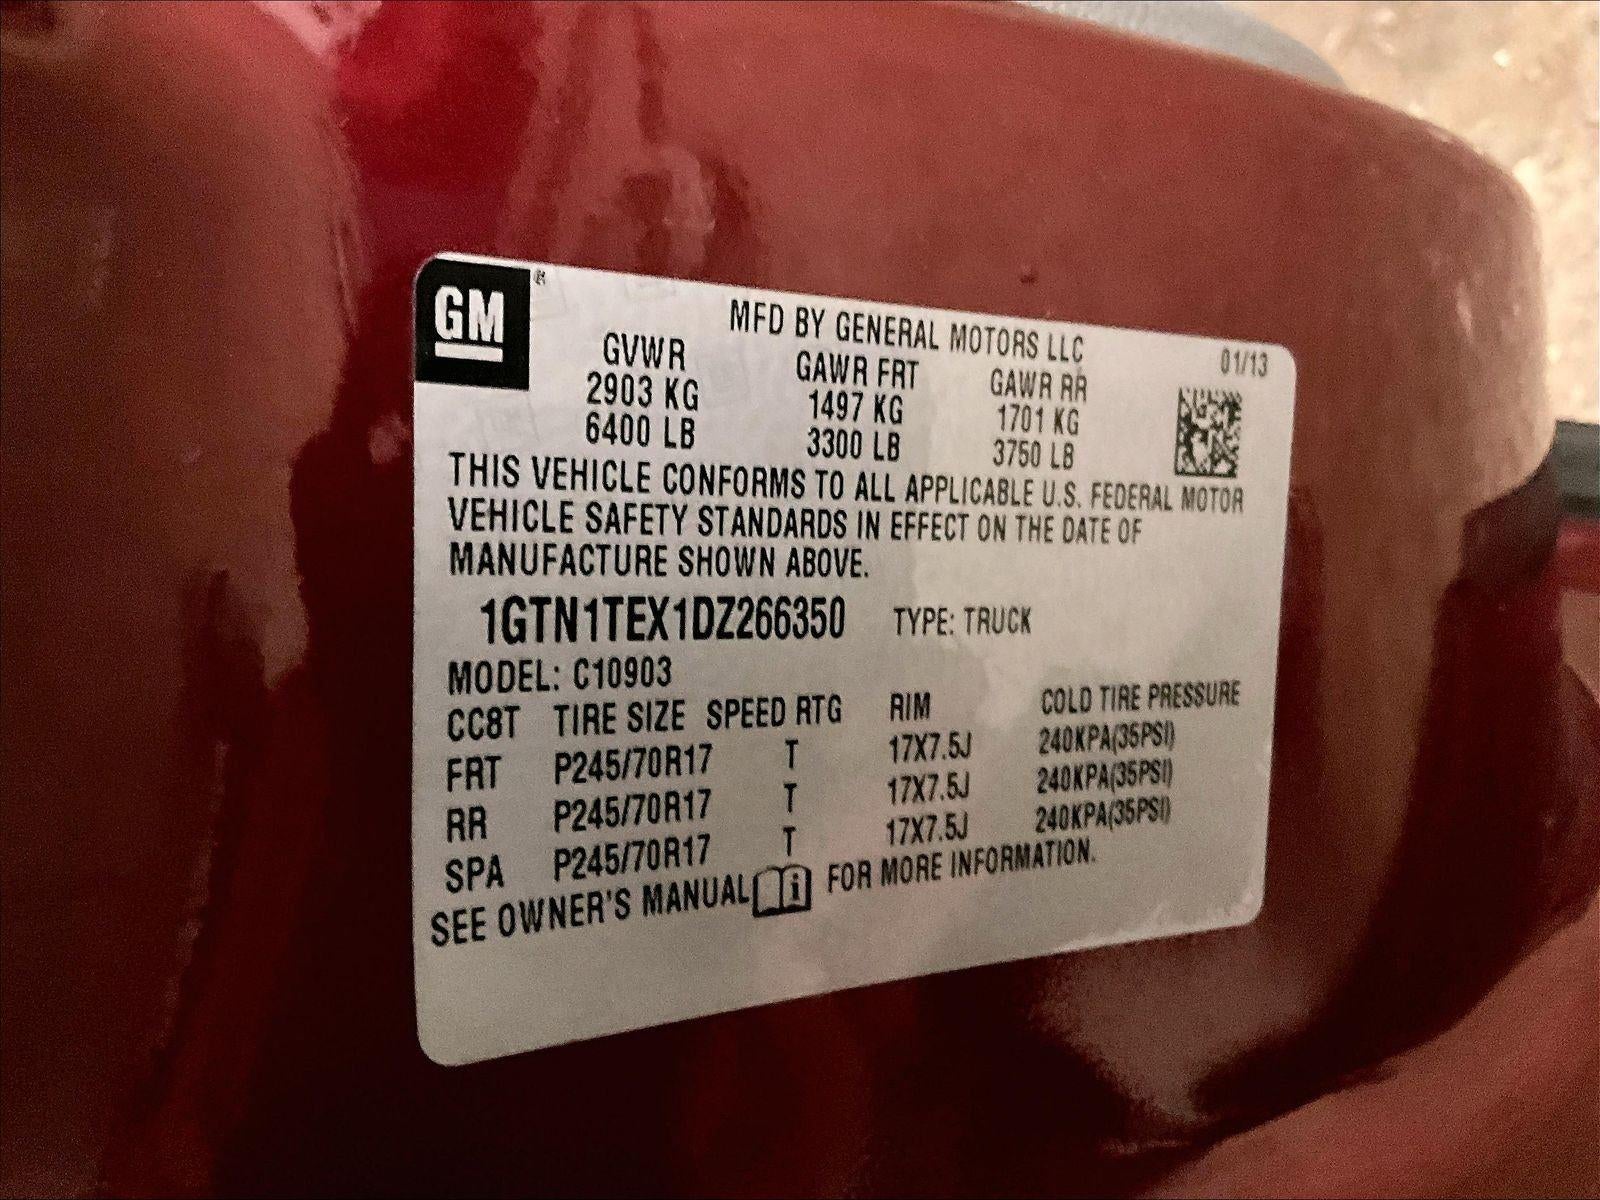 GM®
MFD BY GENERAL MOTORS LLC
01/13
GVWR GAWR FRT GAWR RR
2903 KG 1497 KG 1701 KG
6400 LB 3300 LB 3750 LB
THIS VEHICLE CONFORMS TO ALL APPLICABLE U.S. FEDERAL MOTOR
VEHICLE SAFETY STANDARDS IN EFFECT ON THE DATE OF
MANUFACTURE SHOWN ABOVE.
1GTN1TEX1DZ266350 TYPE: TRUCK
MODEL: C10903
CC8T TIRE SIZE SPEED RTG RIM COLD TIRE PRESSURE
FRT P245/70R17 T 17X7.5J 240KPA(35PSI)
RR P245/70R17 T 17X7.5J 240KPA(35PSI)
SPA P245/70R17 T 17X7.5J 240KPA(35PSI)
SEE OWNER'S MANUAL i FOR MORE INFORMATION.